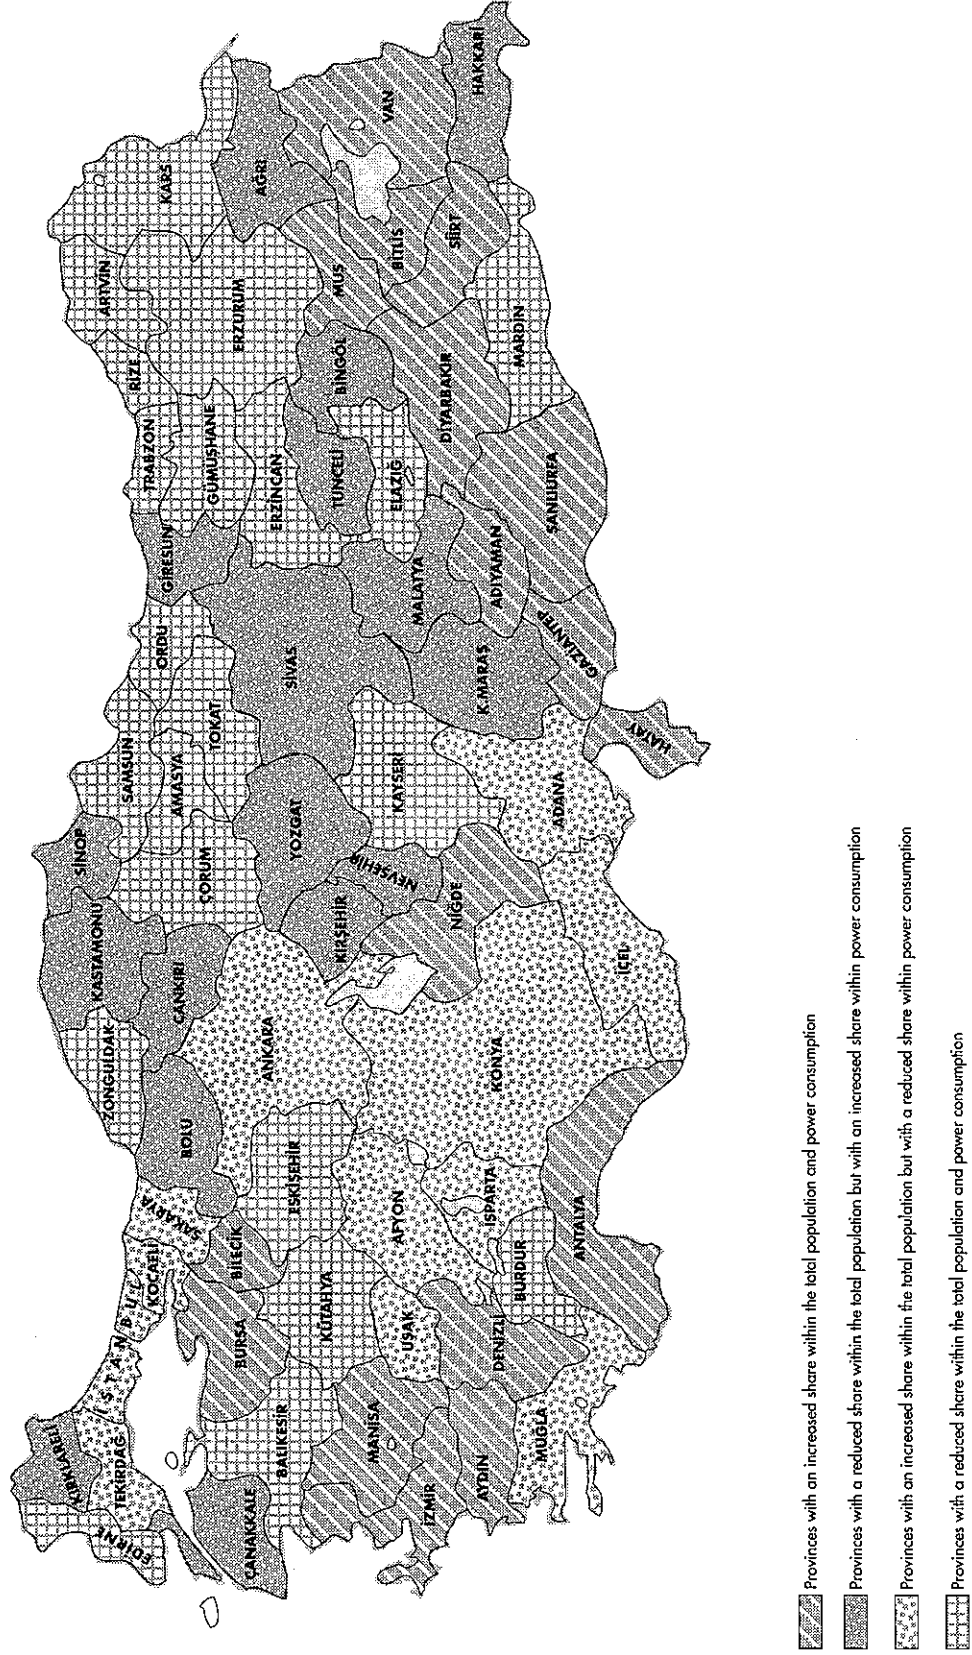 KIRKLARELİ
EDİRNE
TEKİRDAĞ
İSTANBUL
KOCAELİ
SAKARYA
BOLU
ZONGULDAK
KASTAMONU
ÇANKIRI
SİNOP
SAMSUN
AMASYA
ÇORUM
TOKAT
ORDU
GİRESUN
TRABZON
GÜMÜŞHANE
RİZE
ARTVİN
KARS
ERZURUM
ERZİNCAN
AĞRI
ÇANAKKALE
BALIKESİR
BURSA
BİLECİK
KÜTAHYA
ESKİŞEHİR
ANKARA
KIRŞEHİR
YOZGAT
NEVŞEHİR
KAYSERİ
SİVAS
TUNCELİ
BİNGÖL
ELAZIĞ
MUŞ
BİTLİS
VAN
HAKKARİ
SİİRT
MALATYA
ADIYAMAN
DİYARBAKIR
MARDİN
ŞANLIURFA
GAZİANTEP
K.MARAŞ
HATAY
ADANA
NİĞDE
İÇEL
KONYA
AFYON
ISPARTA
BURDUR
ANTALYA
UŞAK
DENİZLİ
MANİSA
İZMİR
AYDIN
MUĞLA
Provinces with an increased share within the total population and power consumption
Provinces with a reduced share within the total population but with an increased share within power consumption
Provinces with an increased share within the total population but with a reduced share within power consumption
Provinces with a reduced share within the total population and power consumption